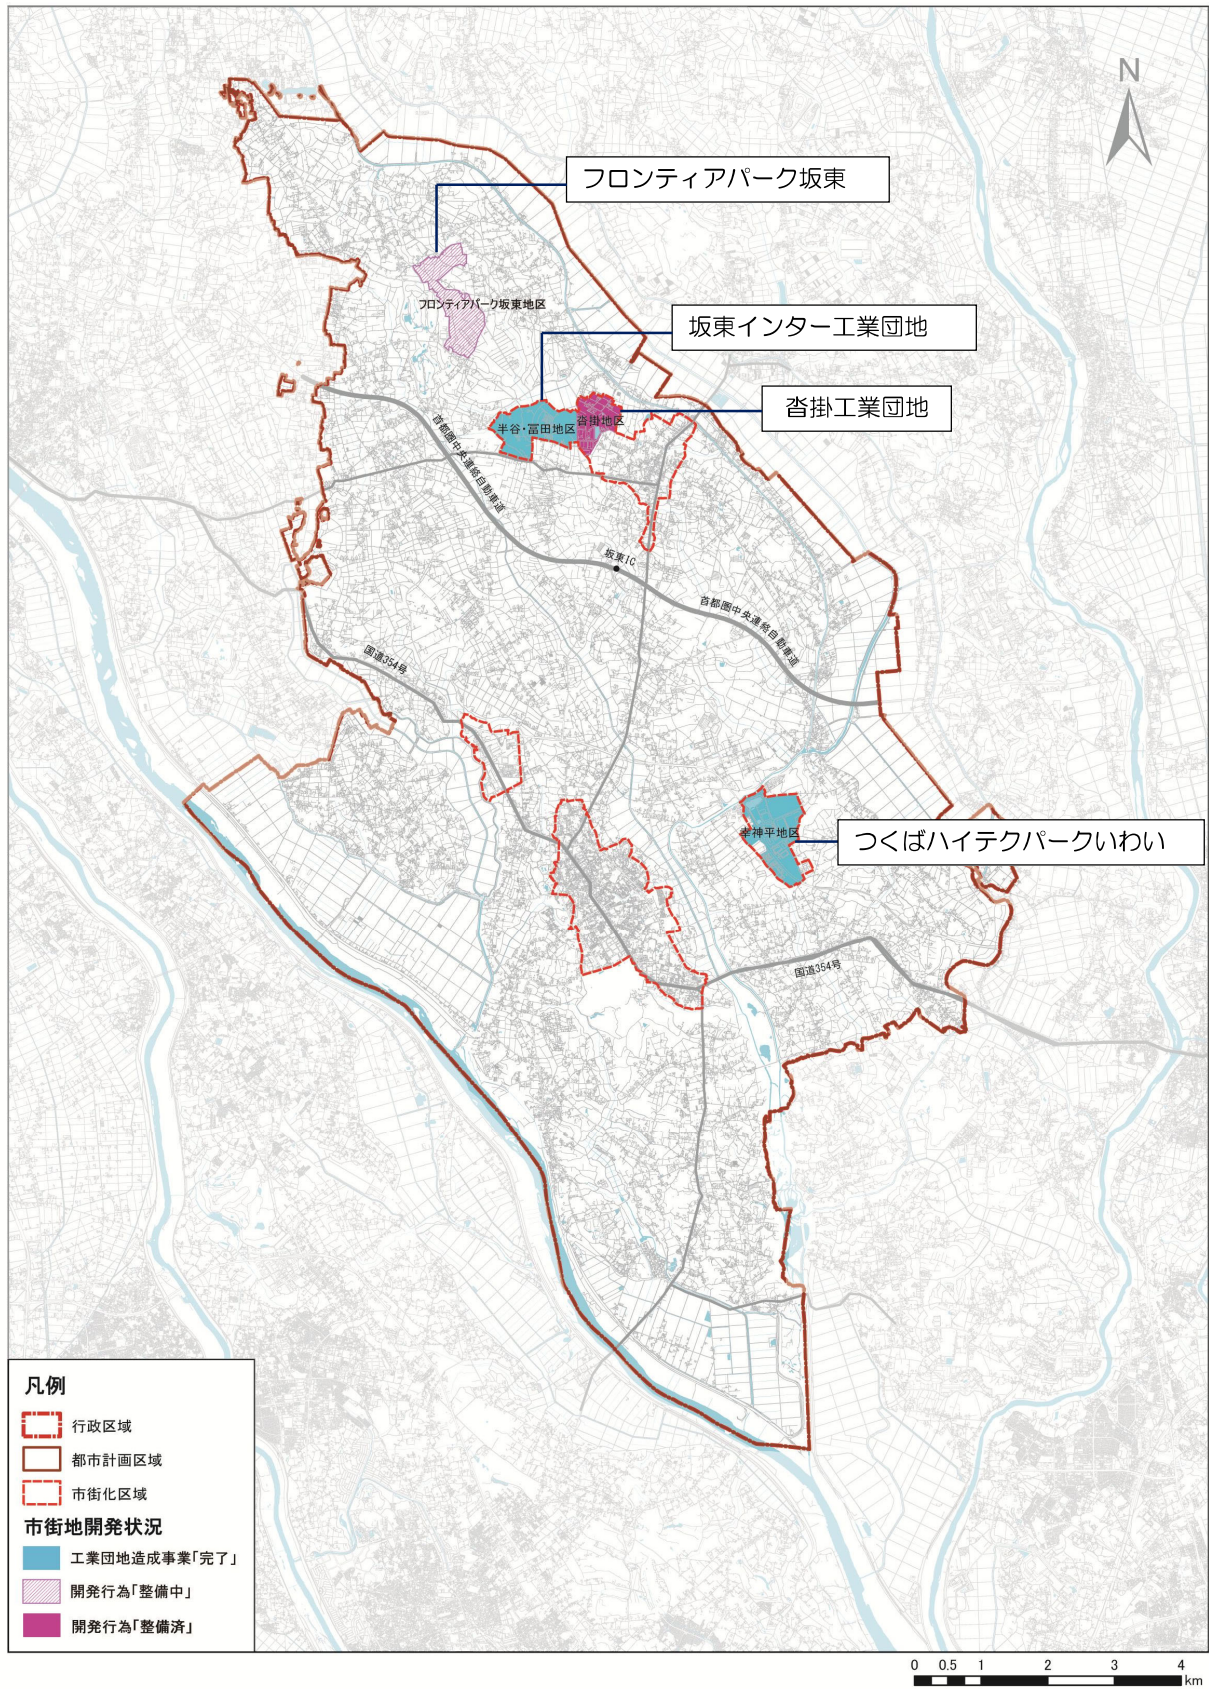 N
フロンティアパーク坂東
フロンティアパーク坂東地区
坂東インター工業団地
沓掛工業団地
半谷・冨田地区
沓掛地区
首都圏中央連絡自動車道
坂東IC
首都圏中央連絡自動車道
国道354号
幸神平地区
つくばハイテクパークいわい
国道354号
凡例
行政区域
都市計画区域
市街化区域
市街地開発状況
工業団地造成事業「完了」
開発行為「整備中」
開発行為「整備済」
0 0.5 1 2 3 4
km